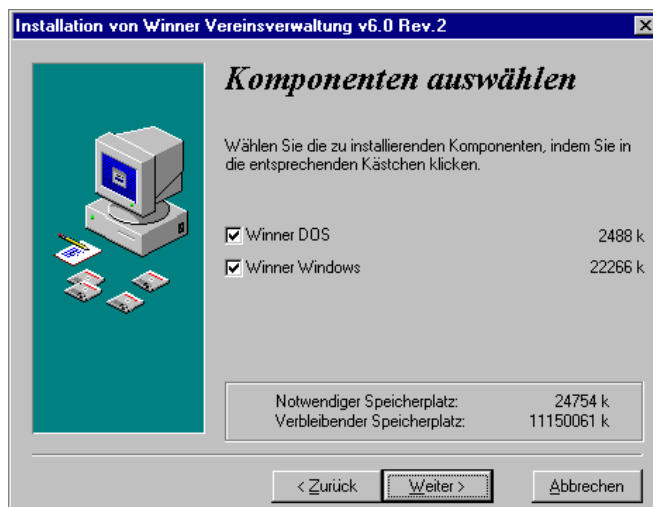 Installation von Winner Vereinsverwaltung v6.0 Rev.2
Komponenten auswählen
Wählen Sie die zu installierenden Komponenten, indem Sie in
die entsprechenden Kästchen klicken.
Winner DOS 2488 k
Winner Windows 22266 k
Notwendiger Speicherplatz: 24754 k
Verbleibender Speicherplatz: 11150061 k
< Zurück Weiter > Abbrechen